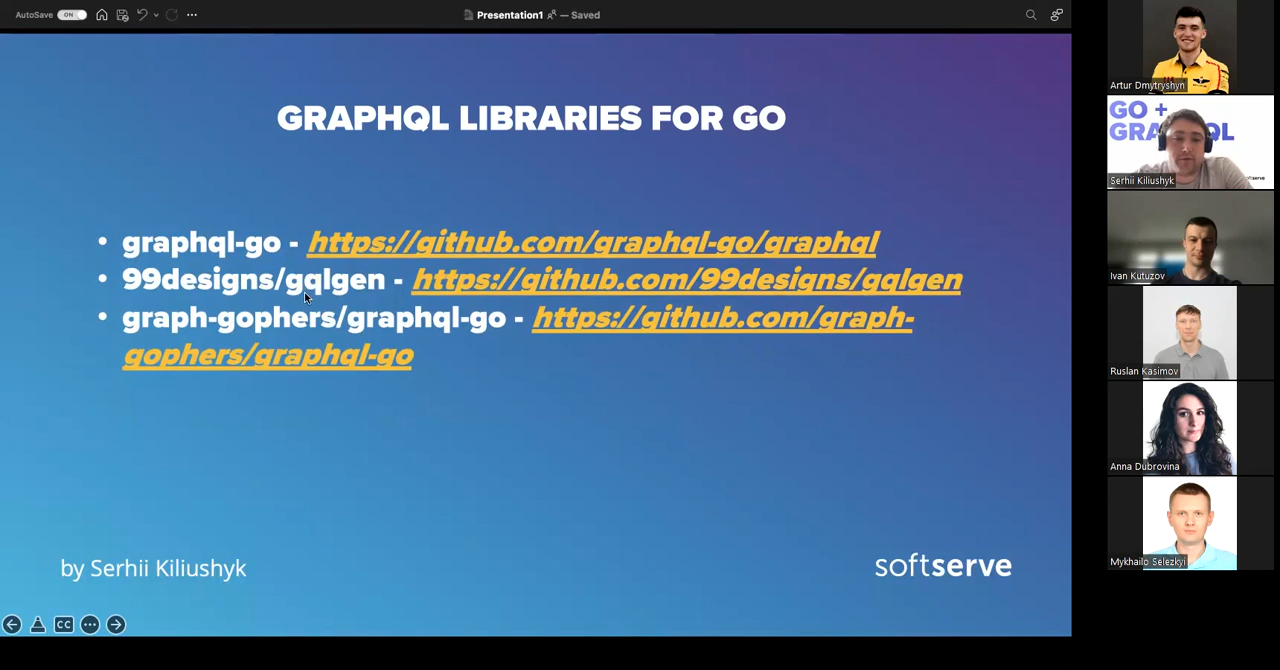 AutoSave ON
Presentation1 — Saved
GRAPHQL LIBRARIES FOR GO
• graphql-go - https://github.com/graphql-go/graphql
• 99designs/gqlgen - https://github.com/99designs/gqlgen
• graph-gophers/graphql-go - https://github.com/graph-
gophers/graphql-go
by Serhii Kiliushyk
softserve
CC
Artur Dmytryshyn
GO +
GRAPHQL
Serhii Kiliushyk
Ivan Kutuzov
Ruslan Kasimov
Anna Dubrovina
Mykhailo Selezkyi